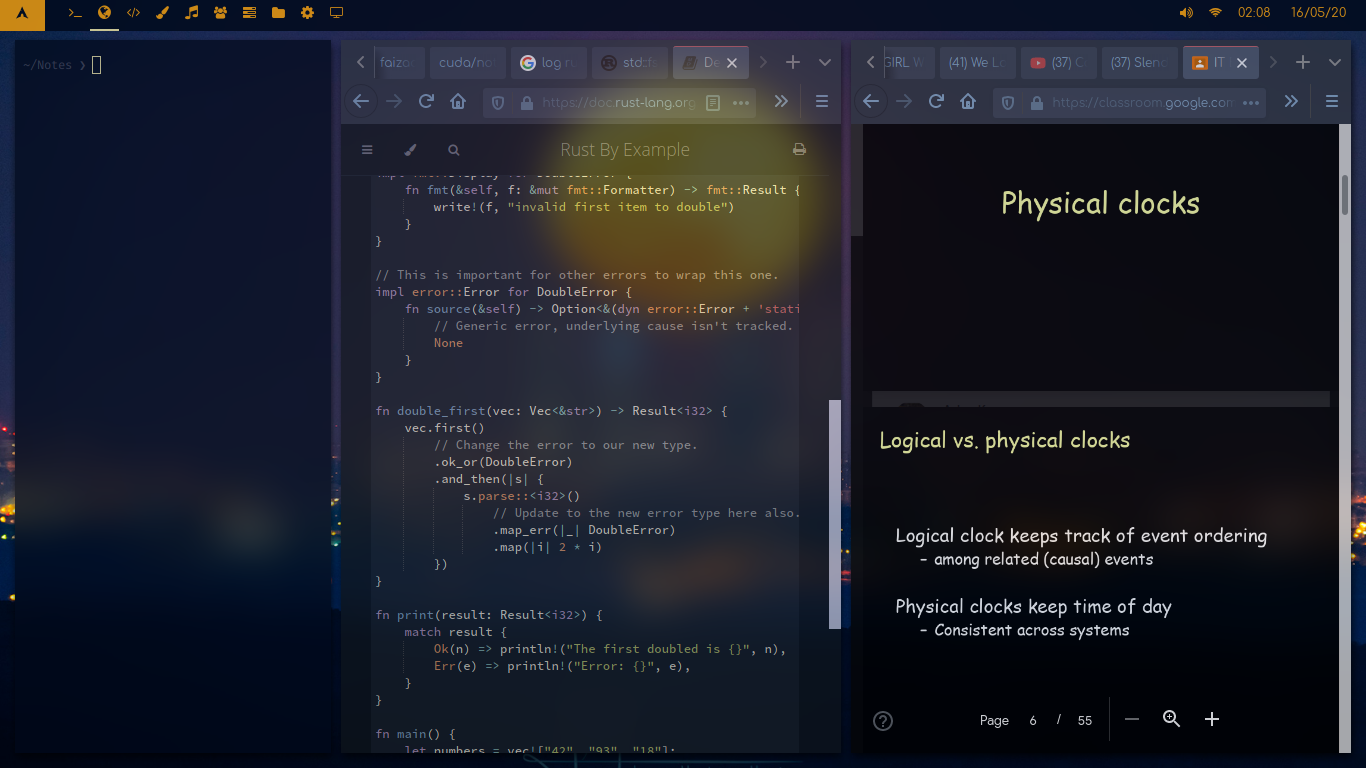 02:08
16/05/20
~/Notes ❯
faiza
cuda/no
log ru
std::fs
De
https://doc.rust-lang.org
Rust By Example
fn fmt(&self, f: &mut fmt::Formatter) -> fmt::Result {
write!(f, "invalid first item to double")
}
}
// This is important for other errors to wrap this one.
impl error::Error for DoubleError {
fn source(&self) -> Option<&(dyn error::Error + 'stati
// Generic error, underlying cause isn't tracked.
None
}
}
fn double_first(vec: Vec<&str>) -> Result<i32> {
vec.first()
// Change the error to our new type.
.ok_or(DoubleError)
.and_then(|s| {
s.parse::<i32>()
// Update to the new error type here also.
.map_err(|_| DoubleError)
.map(|i| 2 * i)
})
}
fn print(result: Result<i32>) {
match result {
Ok(n) => println!("The first doubled is {}", n),
Err(e) => println!("Error: {}", e),
}
}
fn main() {
let numbers = vec!["42", "93", "18"];
GIRL W
(41) We Lo
(37) C
(37) Slend
IT
https://classroom.google.com
Physical clocks
Logical vs. physical clocks
Logical clock keeps track of event ordering
– among related (causal) events
Physical clocks keep time of day
– Consistent across systems
Page 6 / 55